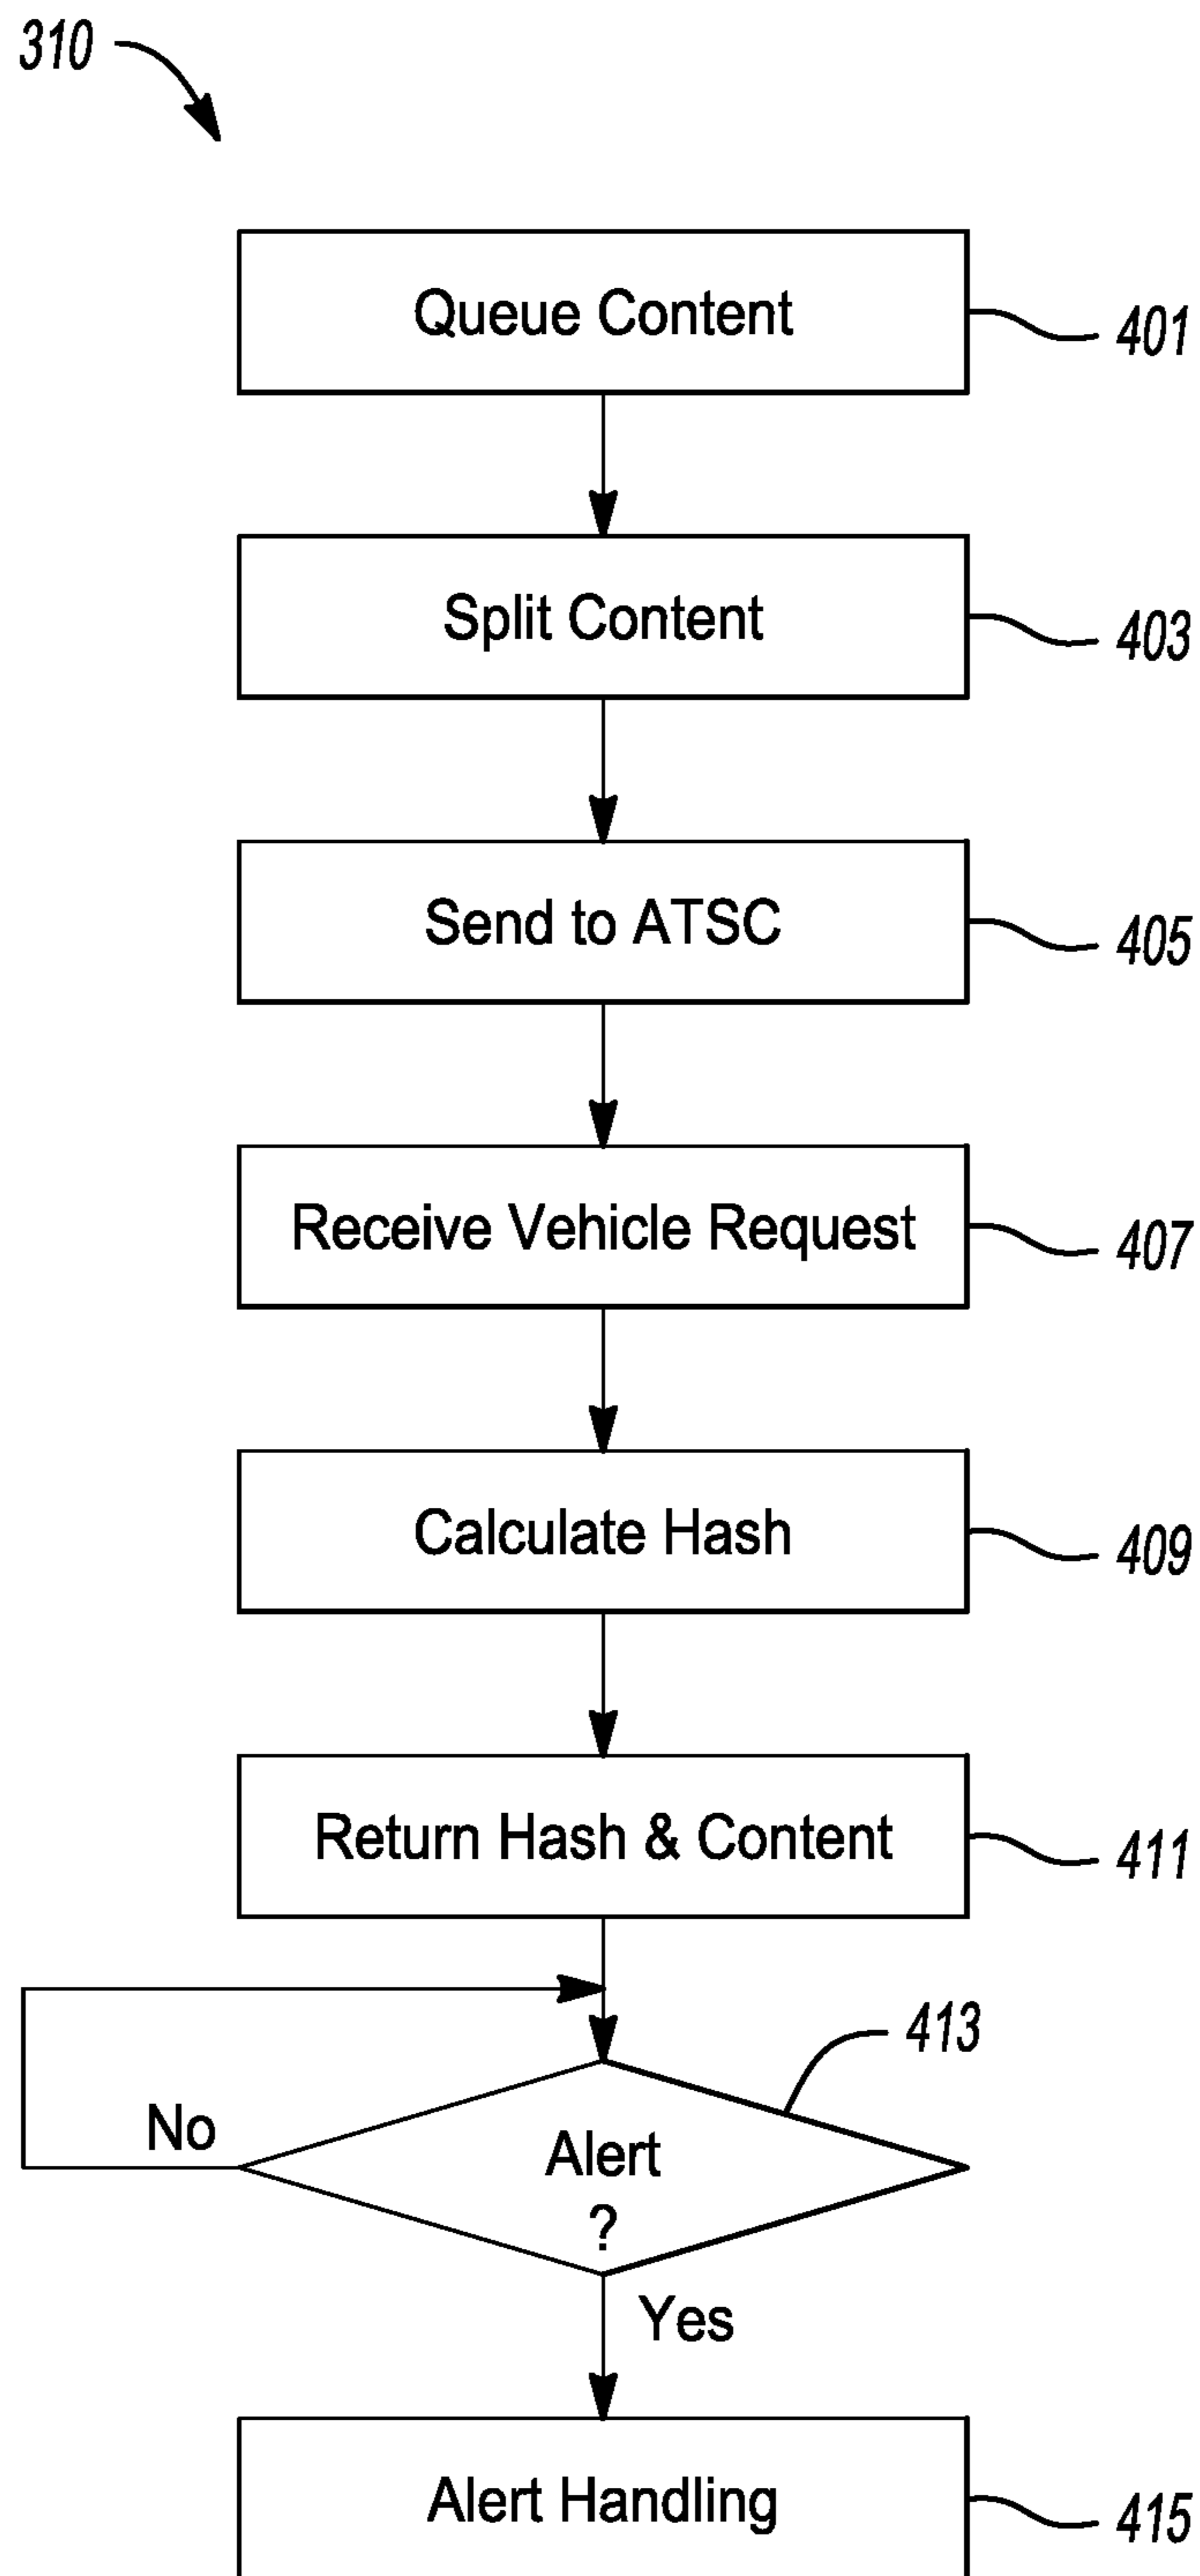 310
Queue Content
401
Split Content
403
Send to ATSC
405
Receive Vehicle Request
407
Calculate Hash
409
Return Hash & Content
411
413
No
Alert
?
Yes
Alert Handling
415